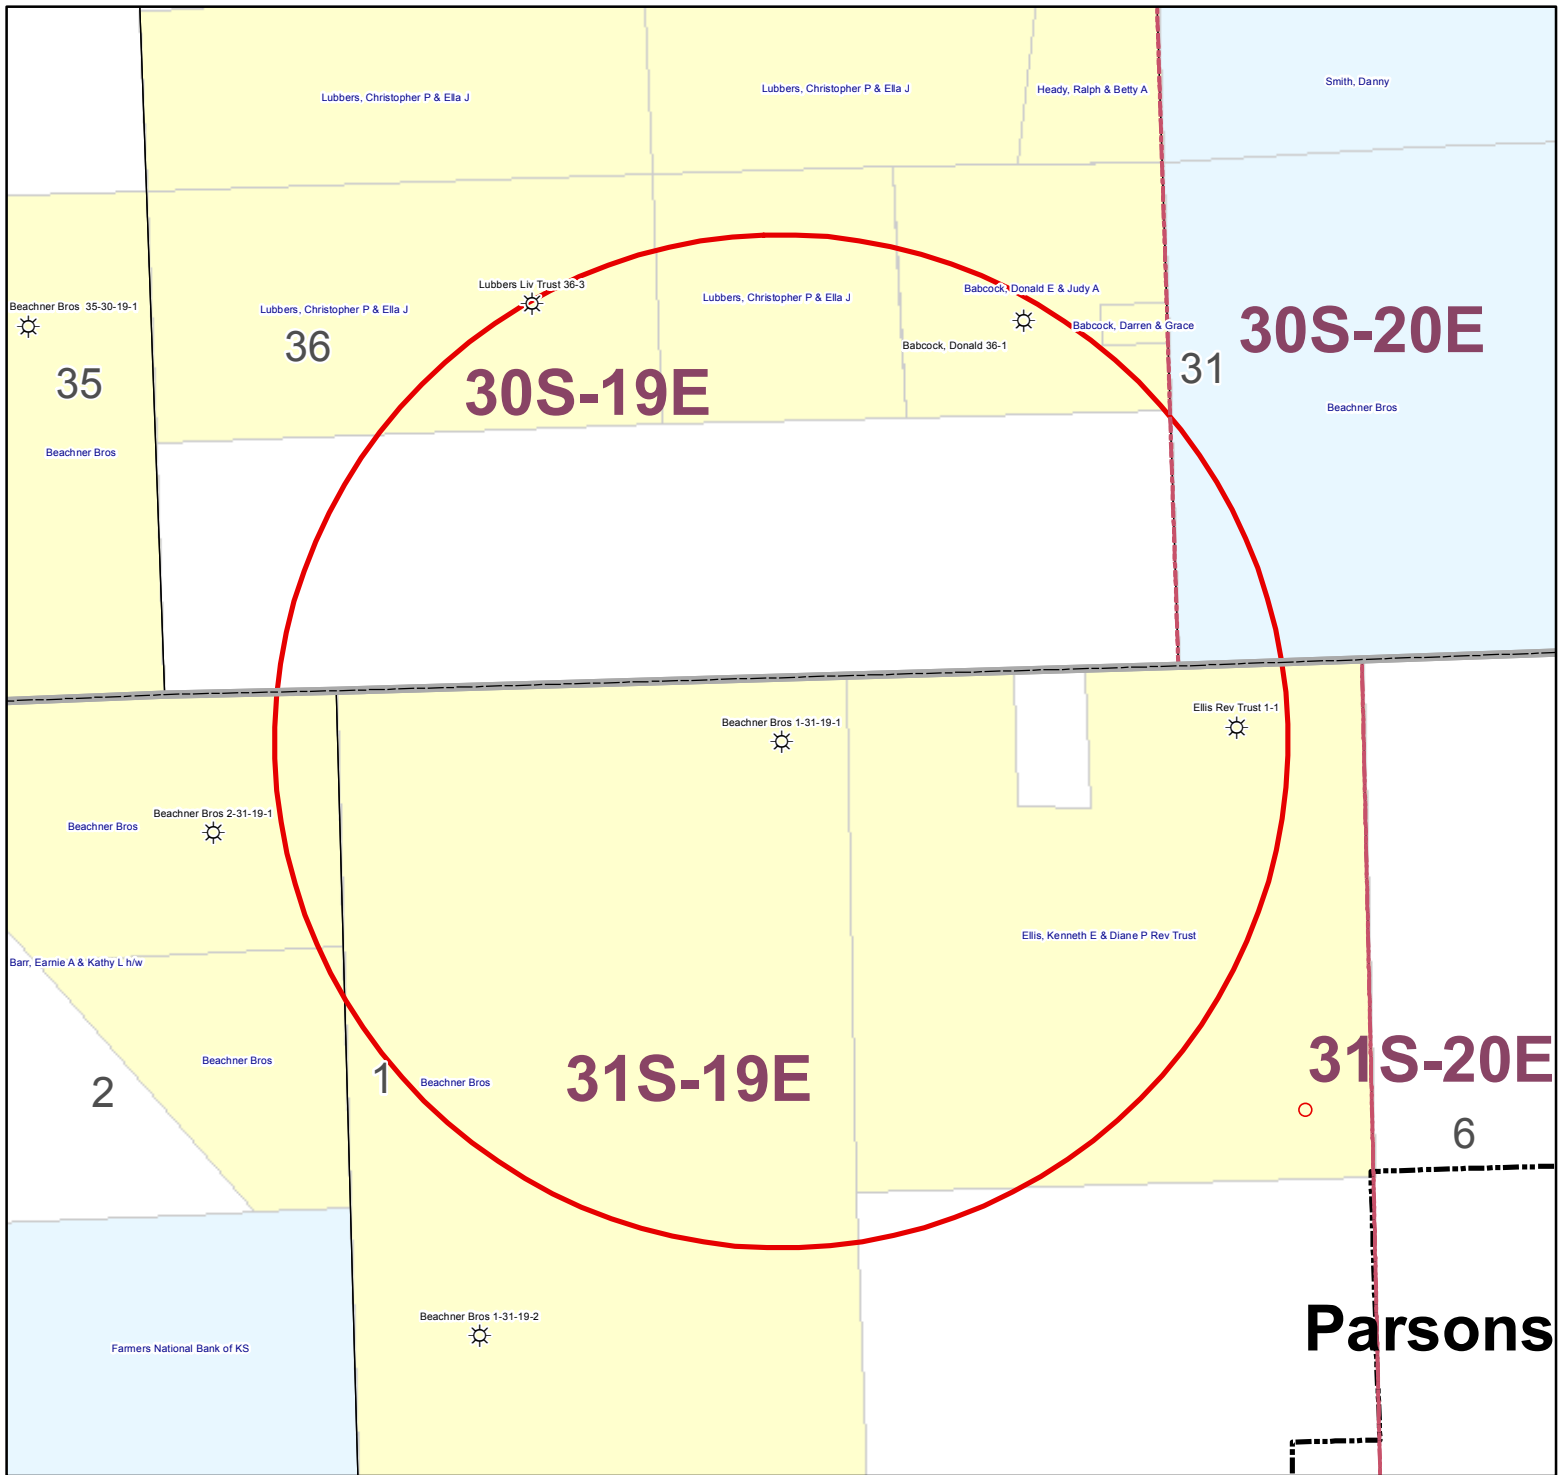 Smith, Danny
Lubbers, Christopher P & Ella J
Lubbers, Christopher P & Ella J
Heady, Ralph & Betty A
Lubbers Liv Trust 36-3
Babcock, Donald E & Judy A
Beachner Bros  35-30-19-1
Lubbers, Christopher P & Ella J
Lubbers, Christopher P & Ella J
Babcock, Darren & Grace
30S-20E
36
Babcock, Donald 36-1
31
35
30S-19E
Beachner Bros
Beachner Bros
Ellis Rev Trust 1-1
Beachner Bros 1-31-19-1
Beachner Bros 2-31-19-1
Beachner Bros
Ellis, Kenneth E & Diane P Rev Trust
Barr, Earnie A & Kathy L h/w
Beachner Bros
31S-20E
1
Beachner Bros
31S-19E
2
6
Beachner Bros 1-31-19-2
Parsons
Farmers National Bank of KS